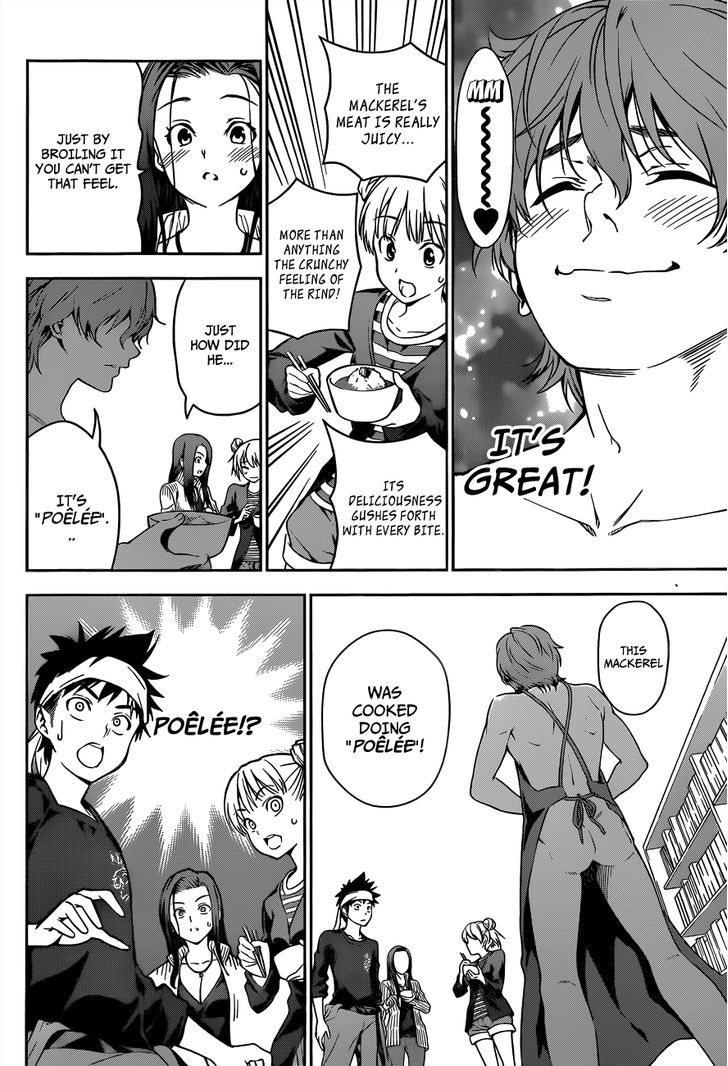 MM
IT'S
GREAT!
THE
MACKEREL'S
MEAT IS REALLY
JUICY...
MORE THAN
ANYTHING
THE CRUNCHY
FEELING OF
THE RIND!
ITS
DELICIOUSNESS
GUSHES FORTH
WITH EVERY BITE.
JUST BY
BROILING IT
YOU CAN'T GET
THAT FEEL.
JUST
HOW DID
HE...
IT'S
"POÊLÉE".
..
THIS
MACKEREL
WAS
COOKED
DOING
"POÊLÉE"!
POÊLÉE!?